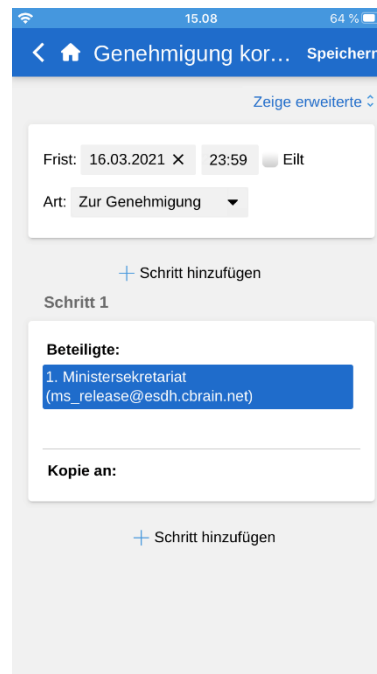 15.08 64 %
Genehmigung kor... Speichern
Zeige erweiterte
Frist: 16.03.2021 × 23:59 Eilt
Art: Zur Genehmigung
+ Schritt hinzufügen
Schritt 1
Beteiligte:
1. Ministersekretariat
(ms_release@esdh.cbrain.net)
Kopie an:
+ Schritt hinzufügen